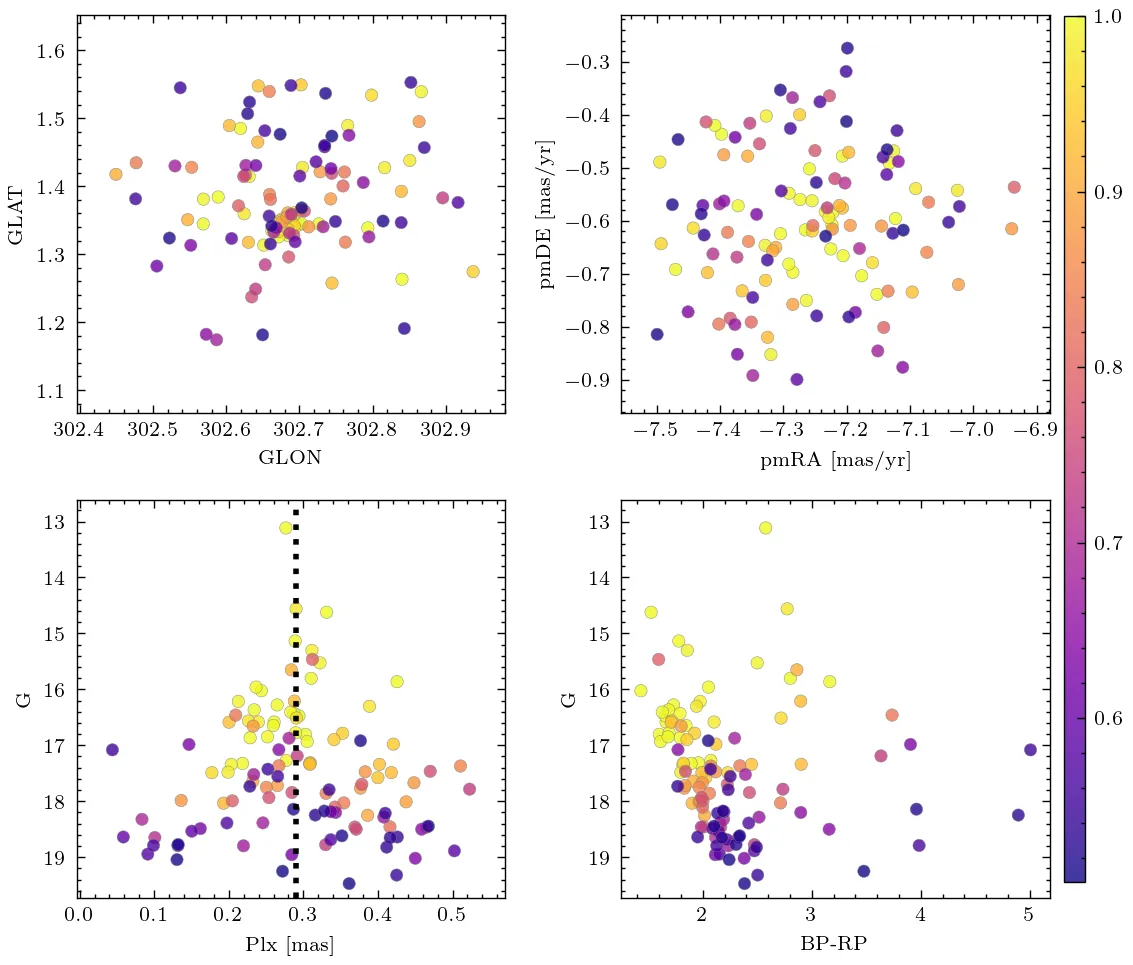 1.6
1.5
1.4
1.3
1.2
1.1
GLAT
302.4 302.5 302.6 302.7 302.8 302.9
GLON
−0.3
−0.4
−0.5
−0.6
−0.7
−0.8
−0.9
pmDE [mas/yr]
−7.5 −7.4 −7.3 −7.2 −7.1 −7.0 −6.9
pmRA [mas/yr]
1.0
0.9
0.8
0.7
0.6
13
14
15
16
17
18
19
G
0.0 0.1 0.2 0.3 0.4 0.5
Plx [mas]
13
14
15
16
17
18
19
G
2 3 4 5
BP-RP